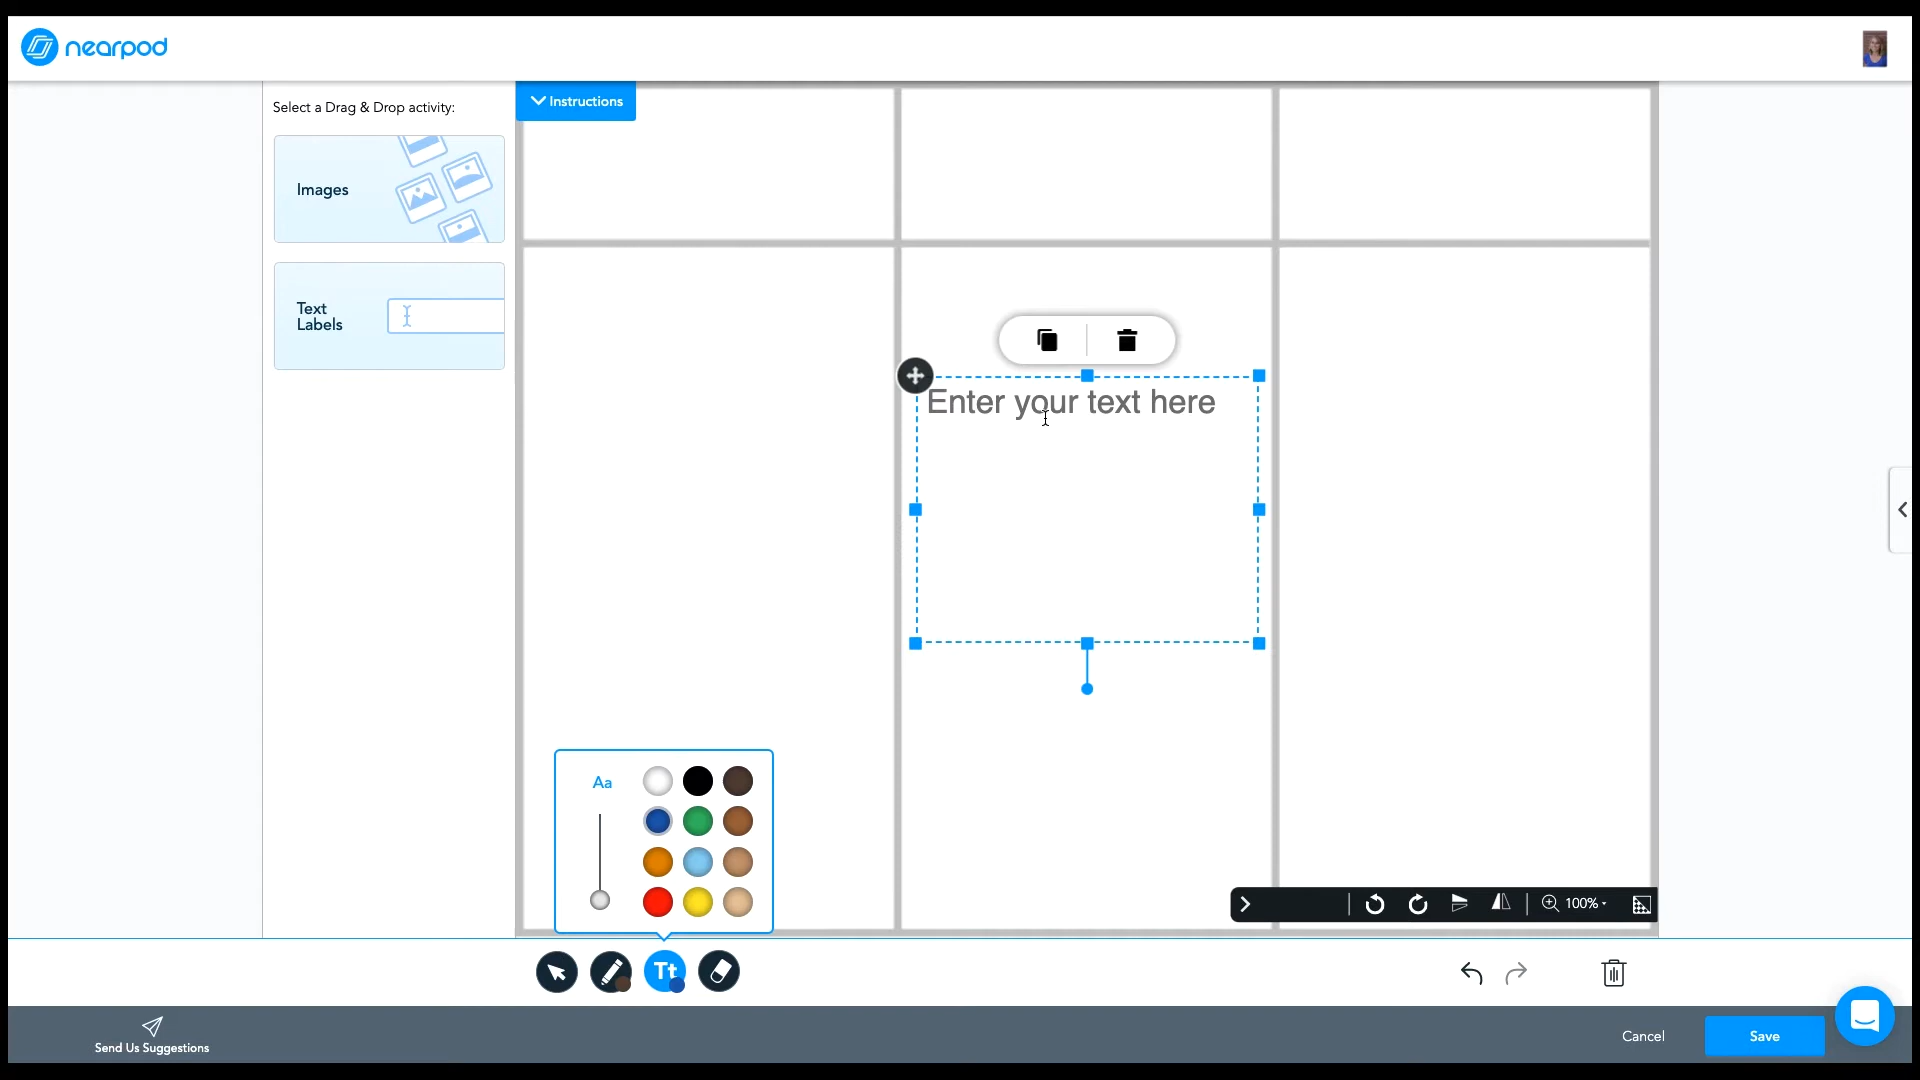 nearpod
Select a Drag & Drop activity:
Instructions
Images
Text
Labels
Enter your text here
Aa
100%
Tt
Send Us Suggestions
Cancel
Save